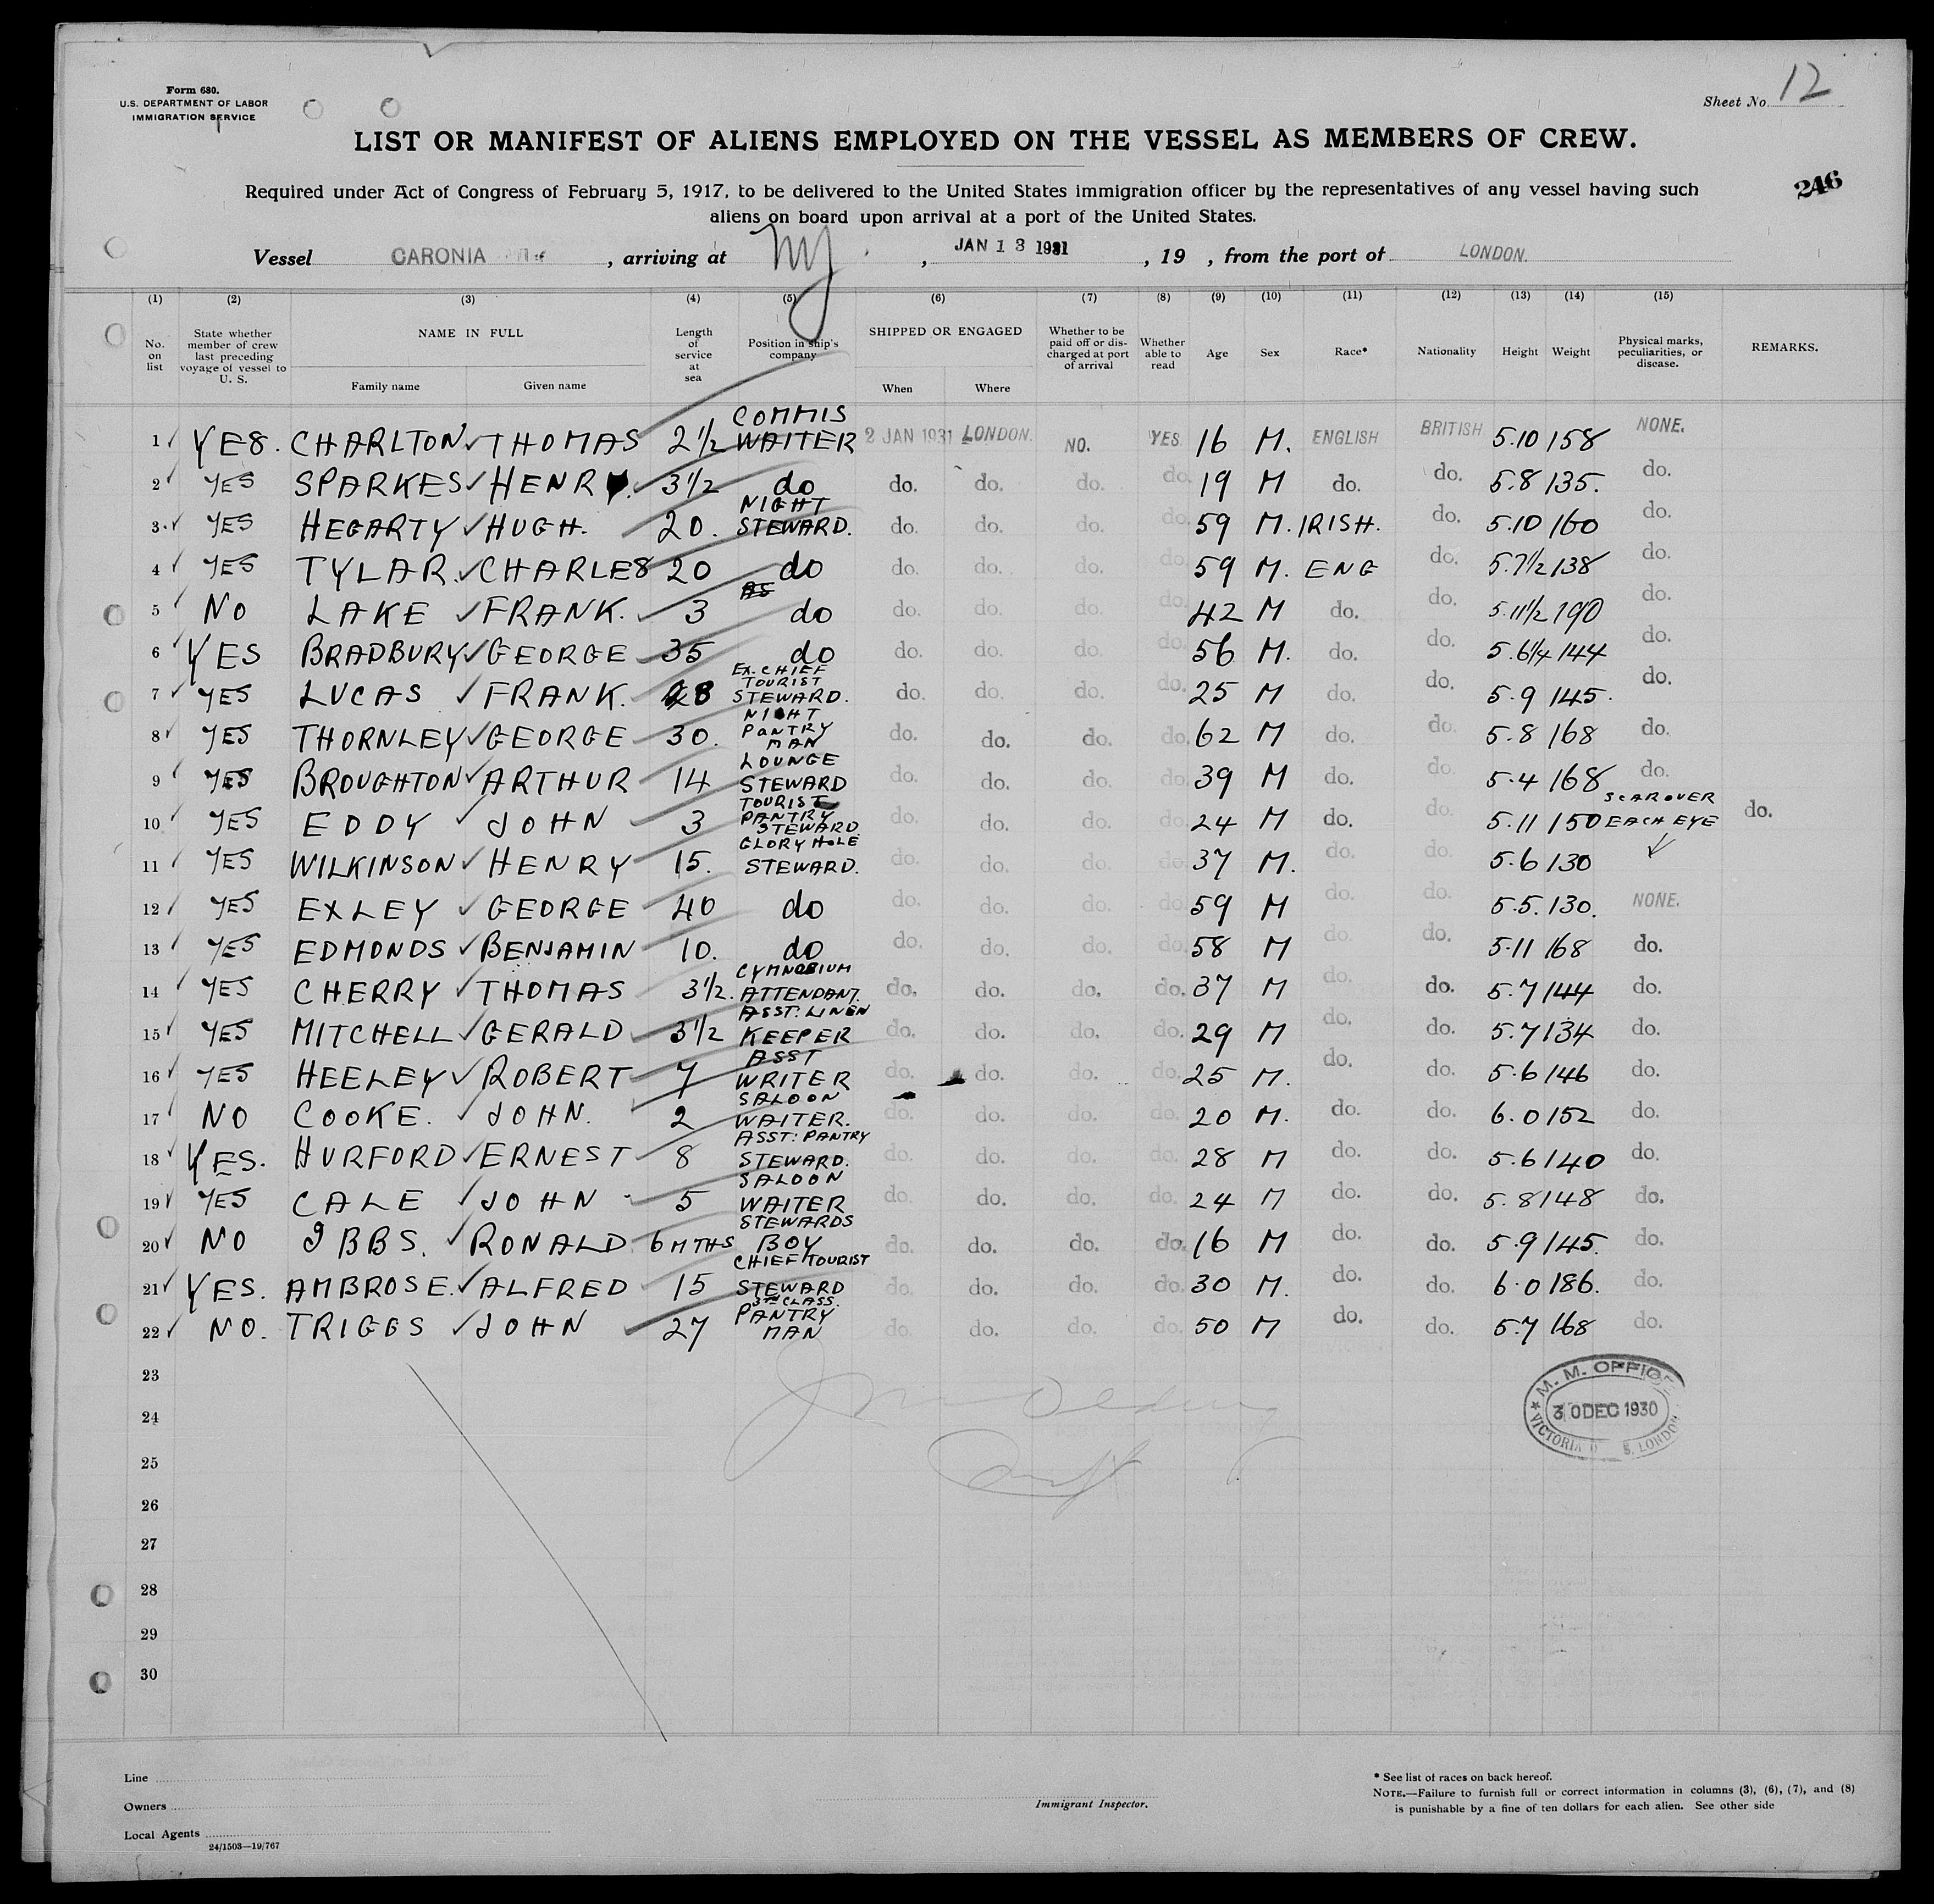 Form 680.
U.S. DEPARTMENT OF LABOR
IMMIGRATION SERVICE
Sheet No. 12
LIST OR MANIFEST OF ALIENS EMPLOYED ON THE VESSEL AS MEMBERS OF CREW.
Required under Act of Congress of February 5, 1917, to be delivered to the United States immigration officer by the representatives of any vessel having such
aliens on board upon arrival at a port of the United States.
246
Vessel CARONIA, arriving at NY, JAN 13 1931, 19 , from the port of LONDON.
(1) (2) (3) (4) (5) (6) (7) (8) (9) (10) (11) (12) (13) (14) (15)
No. on list State whether member of crew last preceding voyage of vessel to U. S. NAME IN FULL Family name Given name Length of service at sea Position in ship's company SHIPPED OR ENGAGED When Where Whether to be paid off or discharged at port of arrival Whether able to read Age Sex Race* Nationality Height Weight Physical marks, peculiarities, or disease. REMARKS.
1 YES. CHARLTON THOMAS 2 1/2 COMMIS WAITER 2 JAN 1931 LONDON. NO. YES 16 M. ENGLISH BRITISH 5.10 158 NONE.
2 YES SPARKES HENRY. 3 1/2 do do. do. do. do. 19 M do. do. 5.8 135. do.
3 YES HEGARTY HUGH. 20. NIGHT STEWARD. do. do. do. do. 59 M. IRISH. do. 5.10 160 do.
4 YES TYLAR. CHARLES 20 do do. do. do. do. 59 M. ENG do. 5.7 1/2 138 do.
5 NO LAKE FRANK. 3 AS do do. do. do. do. 42 M do. do. 5.11 1/2 190 do.
6 YES BRADBURY GEORGE 35 do do. do. do. do. 56 M. do. do. 5.6 1/4 144 do.
7 YES LUCAS FRANK. 28 EX. CHIEF TOURIST STEWARD. do. do. do. do. 25 M do. do. 5.9 145. do.
8 YES THORNLEY GEORGE 30. NIGHT PANTRY MAN do. do. do. do. 62 M do. do. 5.8 168 do.
9 YES BROUGHTON ARTHUR 14 LOUNGE STEWARD do. do. do. do. 39 M do. do. 5.4 168 do.
10 YES EDDY JOHN 3 TOURIST PANTRY STEWARD. do. do. do. do. 24 M do. do. 5.11 150 SCAR OVER EACH EYE do.
11 YES WILKINSON HENRY 15. GLORY HOLE STEWARD. do. do. do. do. 37 M. do. do. 5.6 130
12 YES EXLEY GEORGE 40 do do. do. do. do. 59 M do. do. 5.5. 130. NONE.
13 YES EDMONDS BENJAMIN 10. do do. do. do. do. 58 M do. do. 5.11 168 do.
14 YES CHERRY THOMAS 3 1/2. GYMNASIUM ATTENDANT. do. do. do. do. 37 M do. do. 5.7 144 do.
15 YES MITCHELL GERALD 3 1/2 ASST: LINEN KEEPER do. do. do. do. 29 M do. do. 5.7 134 do.
16 YES HEELEY ROBERT 7 ASST WRITER do. do. do. do. 25 M. do. do. 5.6 146 do.
17 NO COOKE. JOHN. 2 SALOON WAITER. do. do. do. do. 20 M. do. do. 6.0 152 do.
18 YES. HURFORD ERNEST 8 ASST: PANTRY STEWARD. do. do. do. do. 28 M do. do. 5.6 140 do.
19 YES CALE JOHN 5 SALOON WAITER do. do. do. do. 24 M do. do. 5.8 148 do.
20 NO IBBS. RONALD 6 MTHS STEWARDS BOY do. do. do. do. 16 M do. do. 5.9 145. do.
21 YES. AMBROSE. ALFRED 15 CHIEF TOURIST STEWARD do. do. do. do. 30 M. do. do. 6.0 186. do.
22 NO. TRIGGS JOHN 27 3RD CLASS. PANTRY MAN do. do. do. do. 50 M do. do. 5.7 168 do.
23
24
25
26
27
28
29
30
M. M. OFFICE
30 DEC 1930
VICTORIA D S. LONDON
Line
Owners
Local Agents
24/1503—19/767
Immigrant Inspector.
* See list of races on back hereof.
NOTE.—Failure to furnish full or correct information in columns (3), (6), (7), and (8)
is punishable by a fine of ten dollars for each alien. See other side